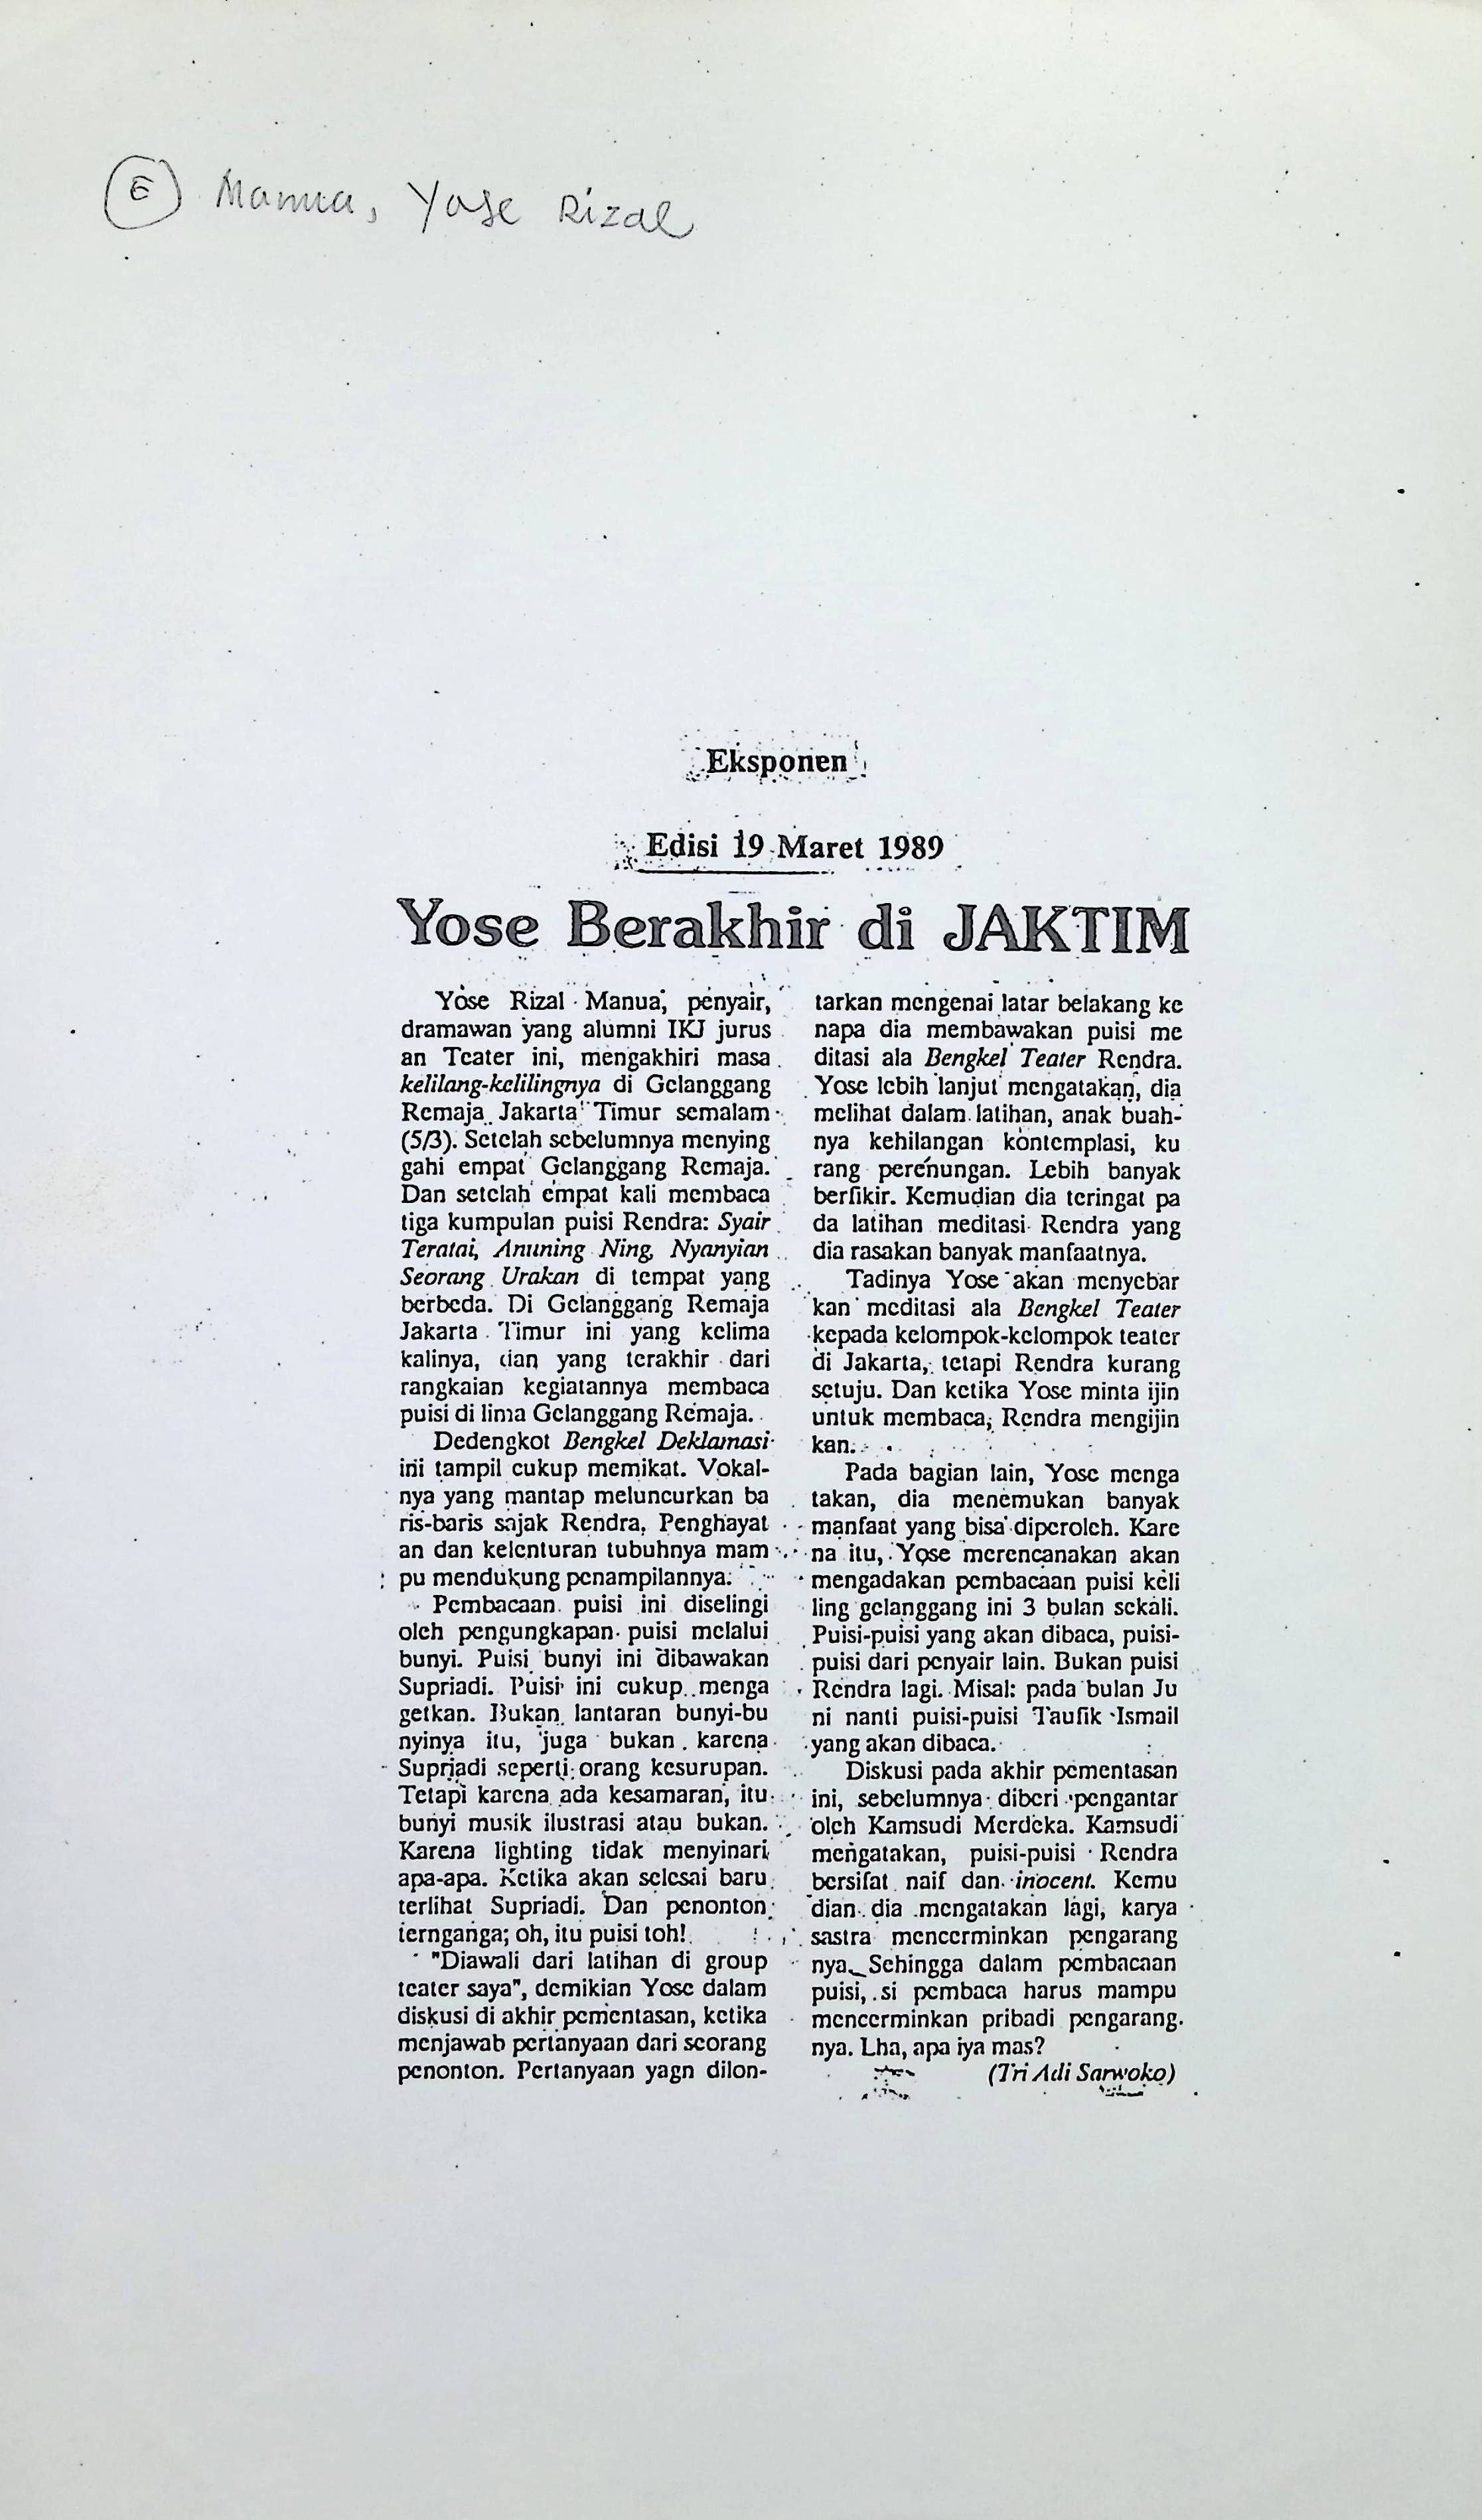 E Manua, Yose Rizal
Eksponen
Edisi 19 Maret 1989
Yose Berakhir di JAKTIM
Yose Rizal Manua, penyair,
dramawan yang alumni IKJ jurus
an Teater ini, mengakhiri masa
kelilang-kelilingnya di Gelanggang
Remaja Jakarta Timur semalam
(5/3). Setelah sebelumnya menying
gahi empat Gelanggang Remaja.
Dan setelah empat kali membaca
tiga kumpulan puisi Rendra: Syair
Teratai, Anuning Ning, Nyanyian
Seorang Urakan di tempat yang
berbeda. Di Gelanggang Remaja
Jakarta Timur ini yang kelima
kalinya, dan yang terakhir dari
rangkaian kegiatannya membaca
puisi di lima Gelanggang Remaja.
Dedengkot Bengkel Deklamasi
ini tampil cukup memikat. Vokal-
nya yang mantap meluncurkan ba
ris-baris sajak Rendra. Penghayat
an dan kelenturan tubuhnya mam
pu mendukung penampilannya.
Pembacaan puisi ini diselingi
oleh pengungkapan puisi melalui
bunyi. Puisi bunyi ini dibawakan
Supriadi. Puisi ini cukup menga
getkan. Bukan lantaran bunyi-bu
nyinya itu, juga bukan karena
Supriadi seperti orang kesurupan.
Tetapi karena ada kesamaran, itu
bunyi musik ilustrasi atau bukan.
Karena lighting tidak menyinari
apa-apa. Ketika akan selesai baru
terlihat Supriadi. Dan penonton
ternganga; oh, itu puisi toh!
"Diawali dari latihan di group
teater saya", demikian Yose dalam
diskusi di akhir pementasan, ketika
menjawab pertanyaan dari seorang
penonton. Pertanyaan yagn dilon-
tarkan mengenai latar belakang ke
napa dia membawakan puisi me
ditasi ala Bengkel Teater Rendra.
Yose lebih lanjut mengatakan, dia
melihat dalam latihan, anak buah-
nya kehilangan kontemplasi, ku
rang perenungan. Lebih banyak
berfikir. Kemudian dia teringat pa
da latihan meditasi Rendra yang
dia rasakan banyak manfaatnya.
Tadinya Yose akan menyebar
kan meditasi ala Bengkel Teater
kepada kelompok-kelompok teater
di Jakarta, tetapi Rendra kurang
setuju. Dan ketika Yose minta ijin
untuk membaca, Rendra mengijin
kan.
Pada bagian lain, Yose menga
takan, dia menemukan banyak
manfaat yang bisa diperoleh. Kare
na itu, Yose merencanakan akan
mengadakan pembacaan puisi keli
ling gelanggang ini 3 bulan sekali.
Puisi-puisi yang akan dibaca, puisi-
puisi dari penyair lain. Bukan puisi
Rendra lagi. Misal: pada bulan Ju
ni nanti puisi-puisi Taufik Ismail
yang akan dibaca.
Diskusi pada akhir pementasan
ini, sebelumnya diberi pengantar
oleh Kamsudi Merdeka. Kamsudi
mengatakan, puisi-puisi Rendra
bersifat naif dan inocent. Kemu
dian dia mengatakan lagi, karya
sastra mencerminkan pengarang
nya. Sehingga dalam pembacaan
puisi, si pembaca harus mampu
mencerminkan pribadi pengarang.
nya. Lha, apa iya mas?
(Tri Adi Sarwoko)